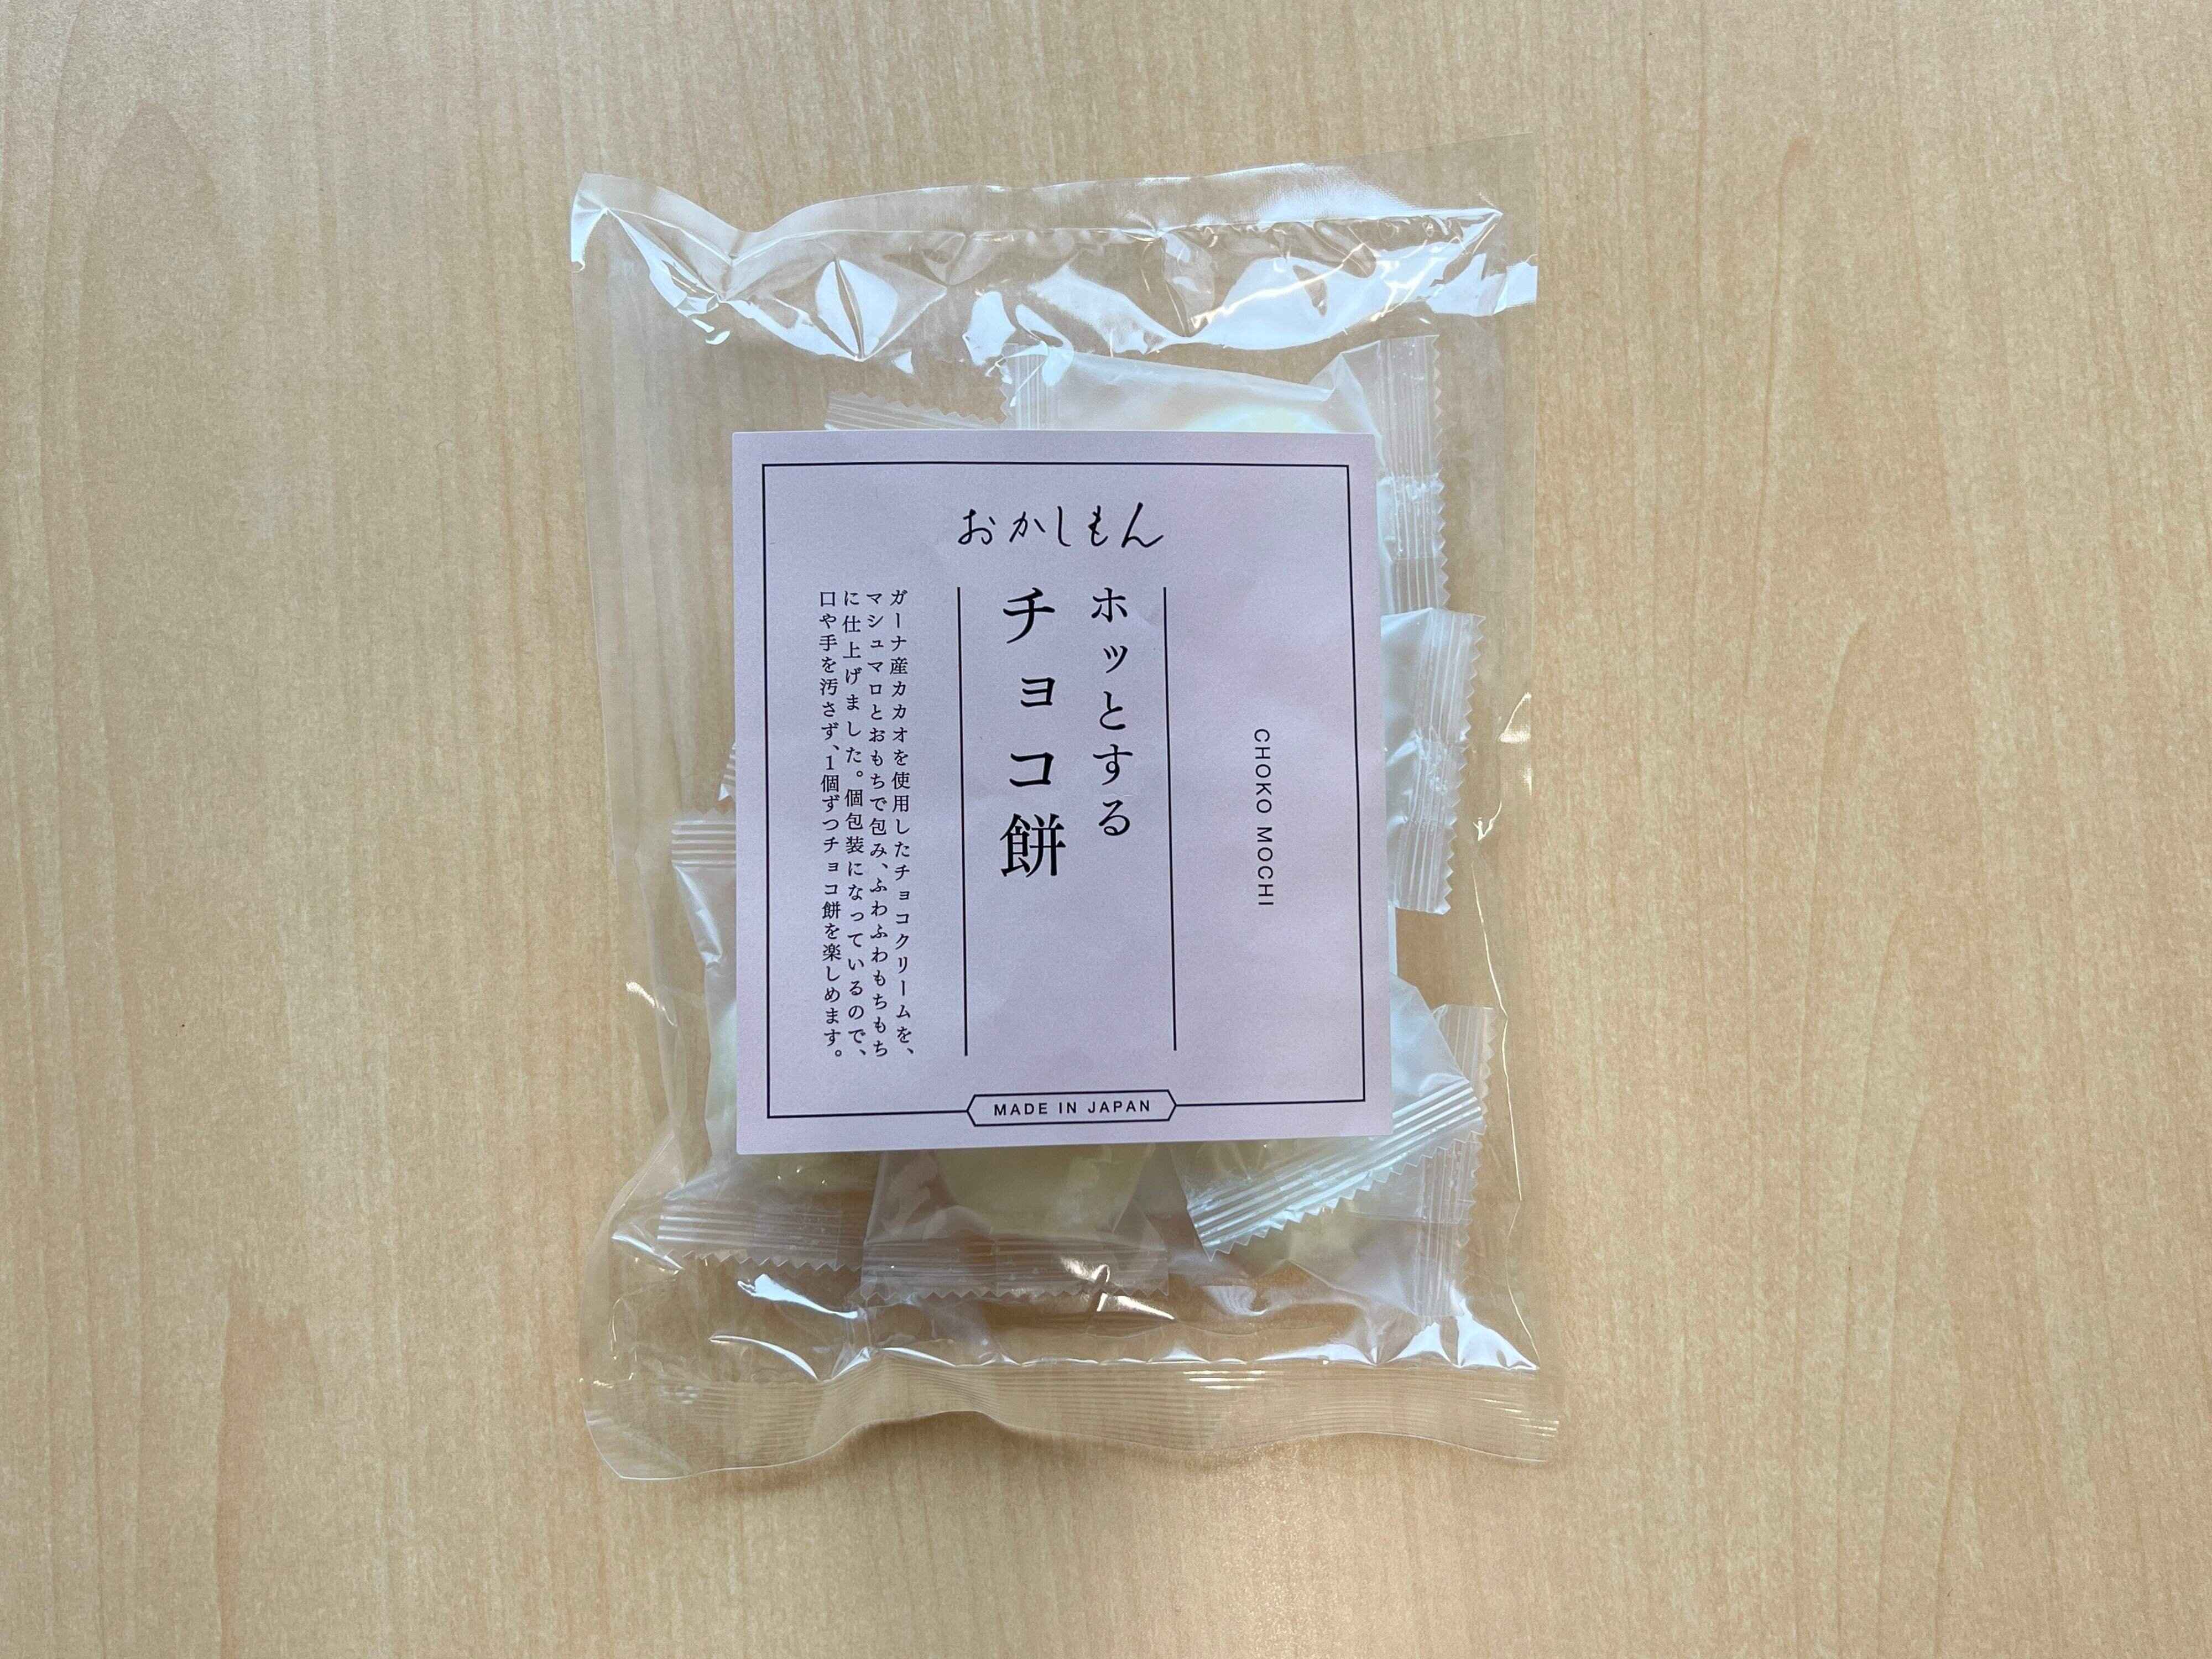 おかしもん
CHOKO MOCHI
ホッとする
チョコ餅
ガーナ産カカオを使用したチョコクリームを、
マシュマロとおもちで包み、ふわふわもちもち
に仕上げました。個包装になっているので、
口や手を汚さず、1個ずつチョコ餅を楽しめます。
MADE IN JAPAN